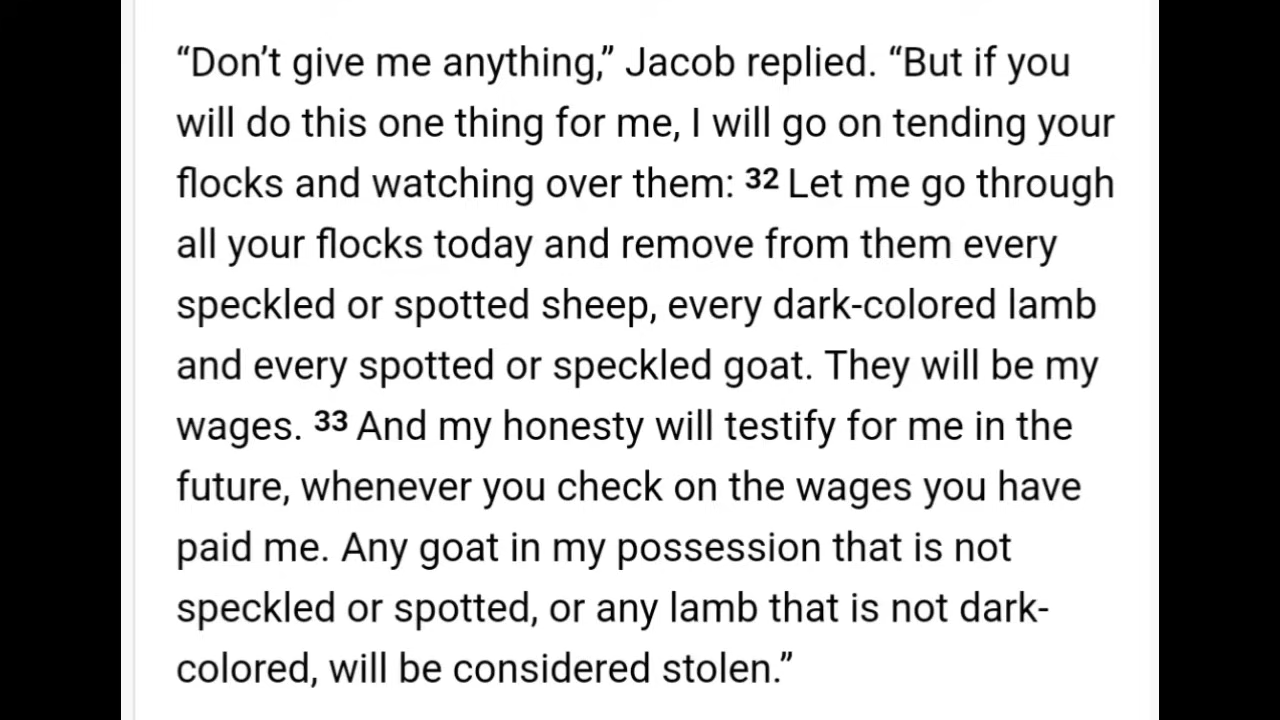 “Don’t give me anything,” Jacob replied. “But if you
will do this one thing for me, I will go on tending your
flocks and watching over them: 32 Let me go through
all your flocks today and remove from them every
speckled or spotted sheep, every dark-colored lamb
and every spotted or speckled goat. They will be my
wages. 33 And my honesty will testify for me in the
future, whenever you check on the wages you have
paid me. Any goat in my possession that is not
speckled or spotted, or any lamb that is not dark-
colored, will be considered stolen.”